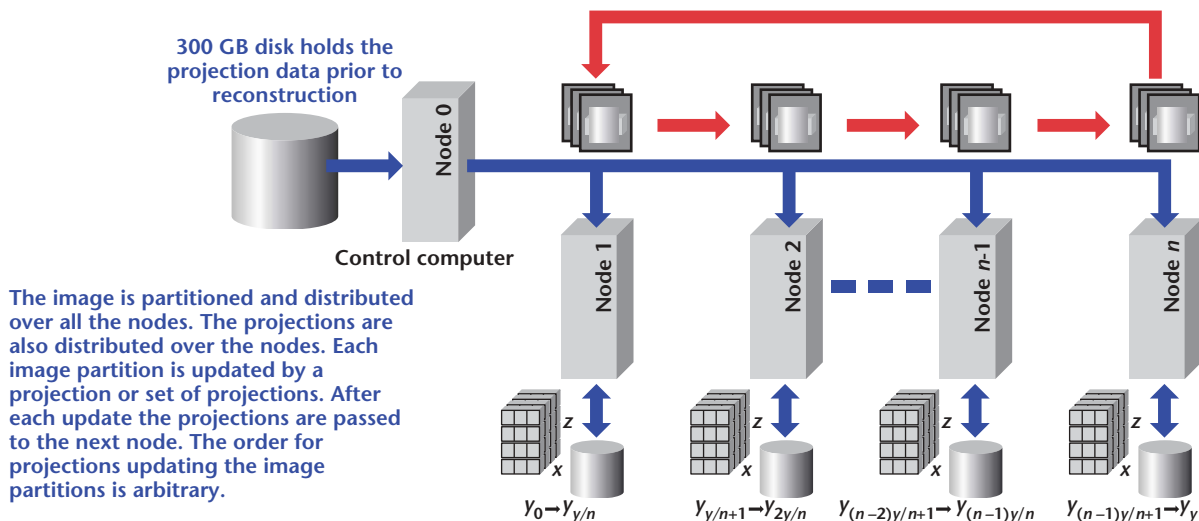 300 GB disk holds the
projection data prior to
reconstruction
Node 0
Control computer
Node 1
Node 2
Node n-1
Node n
The image is partitioned and distributed
over all the nodes. The projections are
also distributed over the nodes. Each
image partition is updated by a
projection or set of projections. After
each update the projections are passed
to the next node. The order for
projections updating the image
partitions is arbitrary.
z
x
z
x
z
x
z
x
y0→yy/n
yy/n+1→y2y/n
y(n–2)y/n+1→y(n–1)y/n
y(n–1)y/n+1→yy